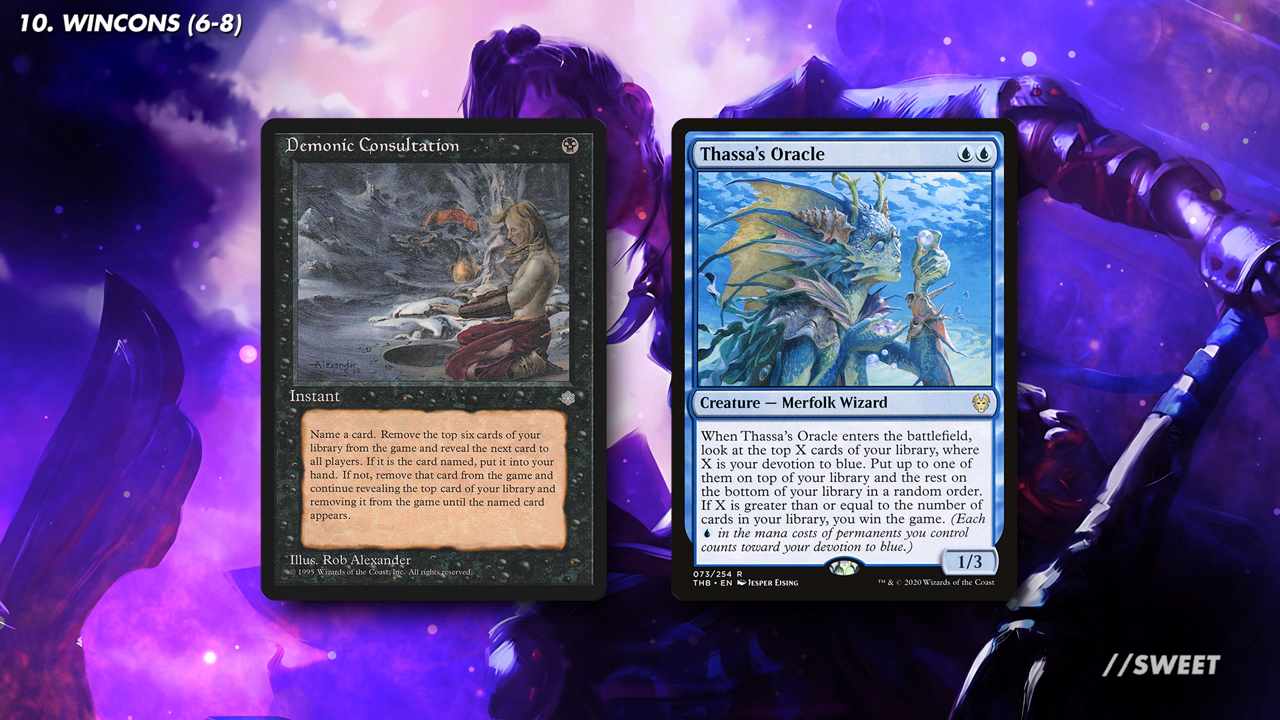 10. WINCONS (6-8)
Demonic Consultation
Alexander
Instant
Name a card. Remove the top six cards of your
library from the game and reveal the next card to
all players. If it is the card named, put it into your
hand. If not, remove that card from the game and
continue revealing the top card of your library and
removing it from the game until the named card
appears.
Illus. Rob Alexander
© 1995 Wizards of the Coast, Inc. All rights reserved.
Thassa's Oracle
Creature — Merfolk Wizard
When Thassa's Oracle enters the battlefield,
look at the top X cards of your library, where
X is your devotion to blue. Put up to one of
them on top of your library and the rest on
the bottom of your library in a random order.
If X is greater than or equal to the number of
cards in your library, you win the game. (Each
in the mana costs of permanents you control
counts toward your devotion to blue.)
1/3
073/254 R
THB • EN Jesper Ejsing
™ & © 2020 Wizards of the Coast
//SWEET